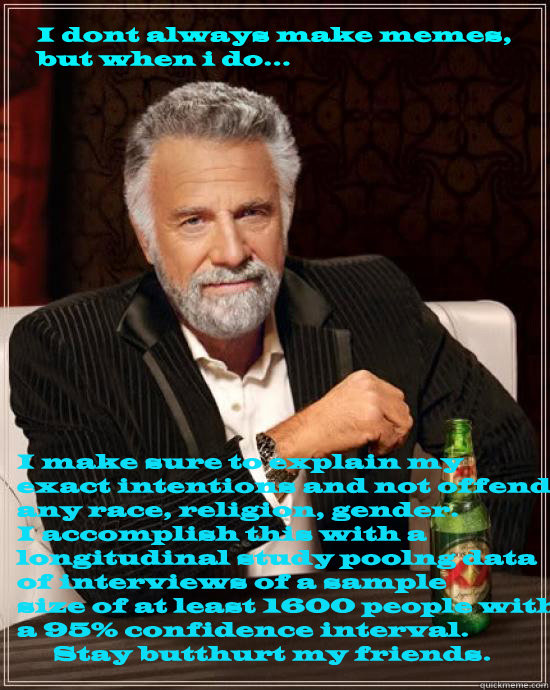 I dont always make memes,
but when i do...
I make sure to explain my
exact intentions and not offend
any race, religion, gender.
I accomplish this with a
longitudinal study poolng data
of interviews of a sample
size of at least 1600 people with
a 95% confidence interval.
Stay butthurt my friends.
quickmeme.com